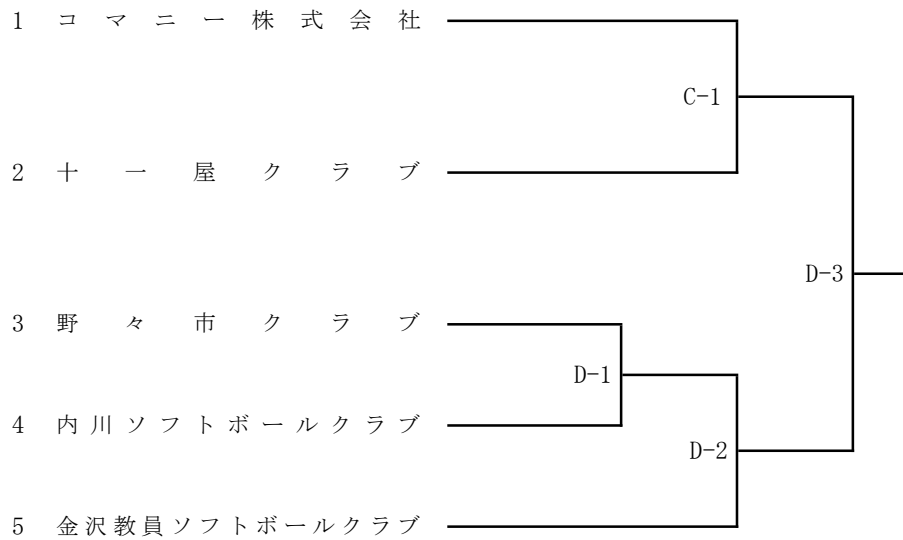 1 コマニー株式会社
C-1
2 十一屋クラブ
D-3
3 野々市クラブ
D-1
4 内川ソフトボールクラブ
D-2
5 金沢教員ソフトボールクラブ